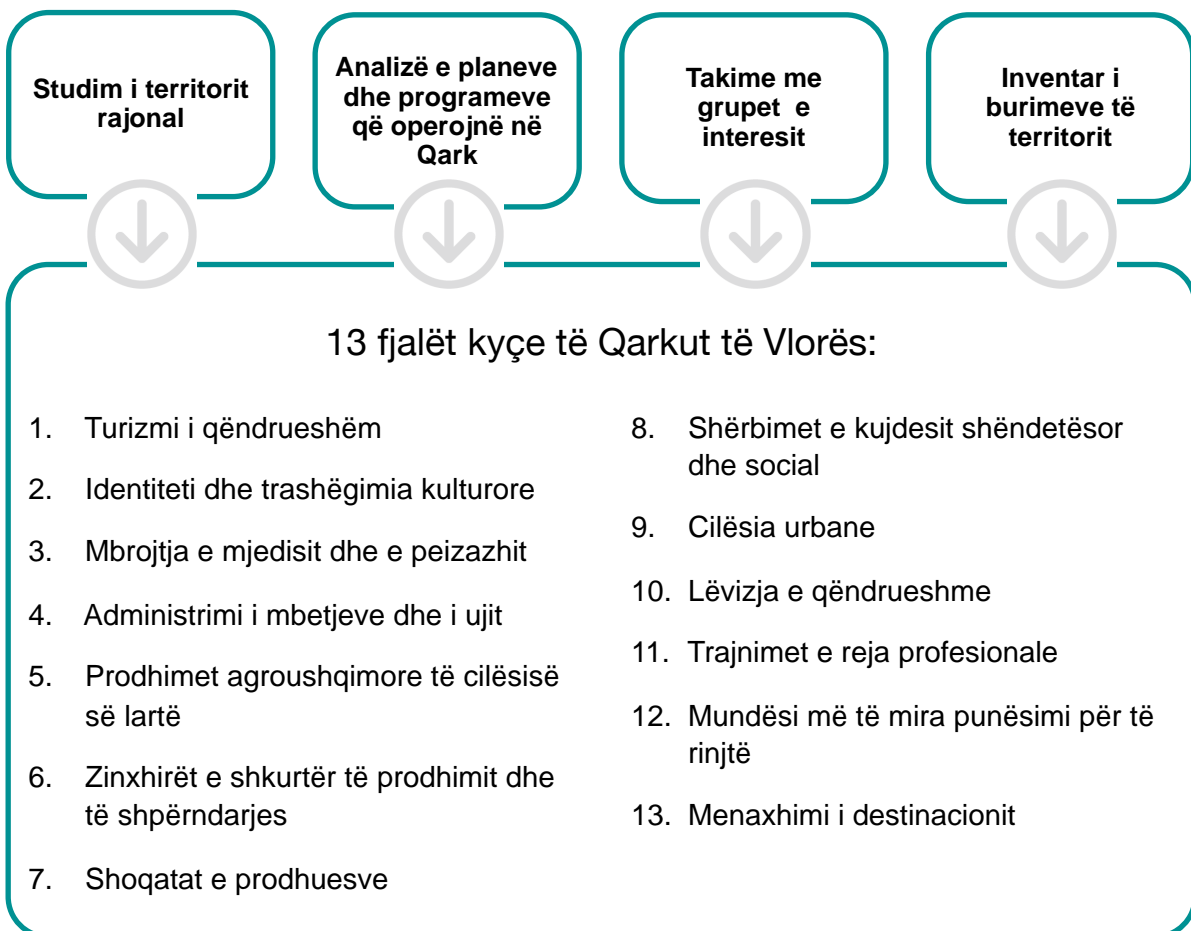 Studim i territorit
rajonal
Analizë e planeve
dhe programeve
që operojnë në
Qark
Takime me
grupet e
interesit
Inventar i
burimeve të
territorit
13 fjalët kyçe të Qarkut të Vlorës:
1. Turizmi i qëndrueshëm
2. Identiteti dhe trashëgimia kulturore
3. Mbrojtja e mjedisit dhe e peizazhit
4. Administrimi i mbetjeve dhe i ujit
5. Prodhimet agroushqimore të cilësisë
së lartë
6. Zinxhirët e shkurtër të prodhimit dhe
të shpërndarjes
7. Shoqatat e prodhuesve
8. Shërbimet e kujdesit shëndetësor
dhe social
9. Cilësia urbane
10. Lëvizja e qëndrueshme
11. Trajnimet e reja profesionale
12. Mundësi më të mira punësimi për të
rinjtë
13. Menaxhimi i destinacionit